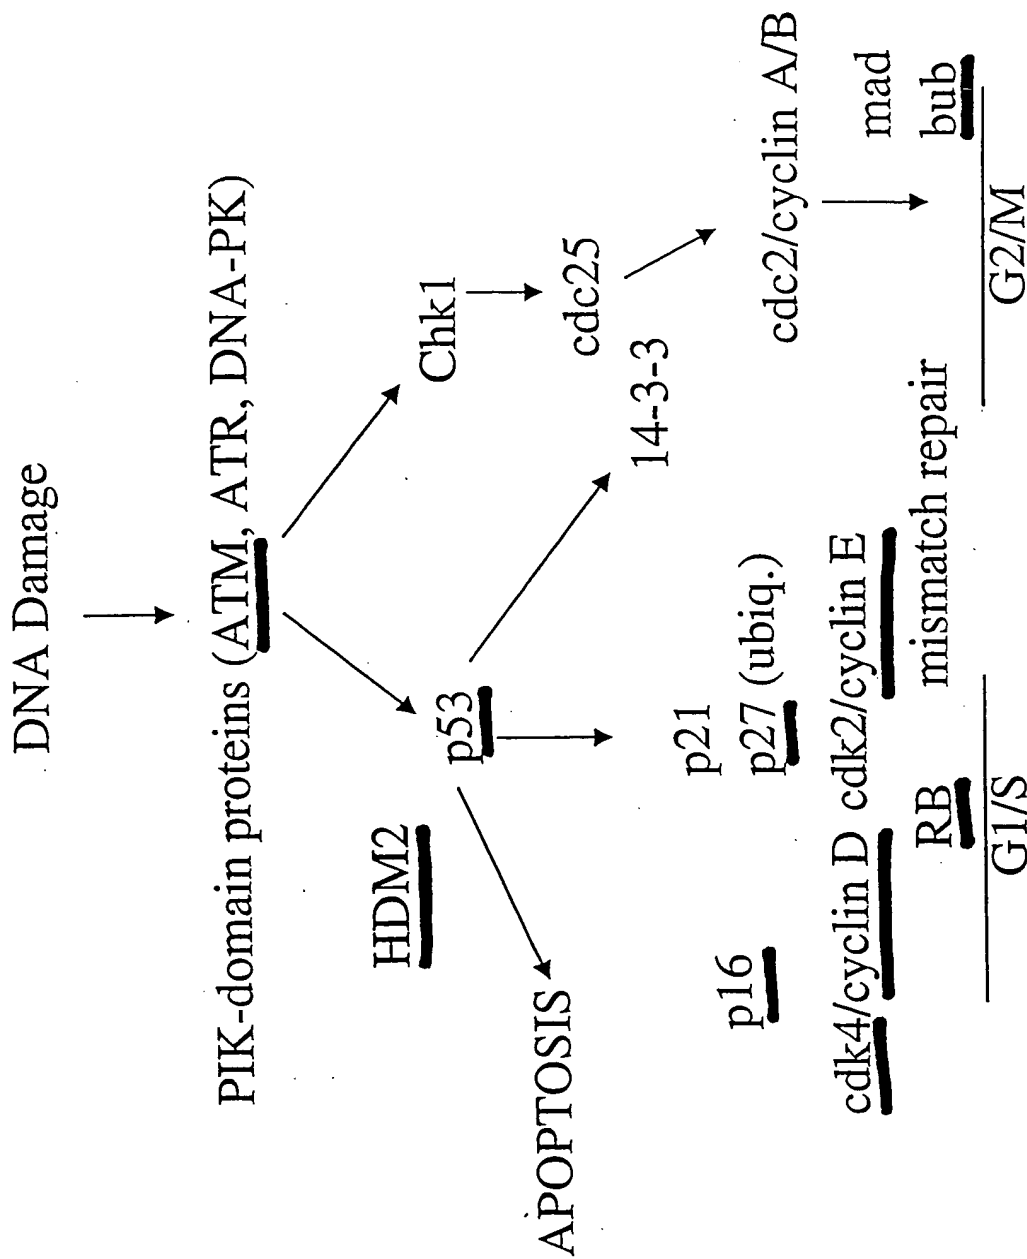 DNA Damage
PIK-domain proteins (ATM, ATR, DNA-PK)
HDM2
p53
Chk1
APOPTOSIS
cdc25
14-3-3
p21
p16
p27 (ubiq.)
cdc2/cyclin A/B
cdk4/cyclin D cdk2/cyclin E
mad
RB
mismatch repair
bub
G1/S
G2/M